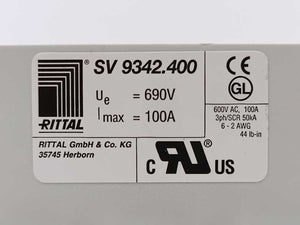 SV 9342.400
Ue = 690V
Imax = 100A
RITTAL
RITTAL GmbH & Co. KG
35745 Herborn
CE
GL
600V AC, 100A
3ph/SCR 50kA
6 - 2 AWG
44 lb-in
C RU US